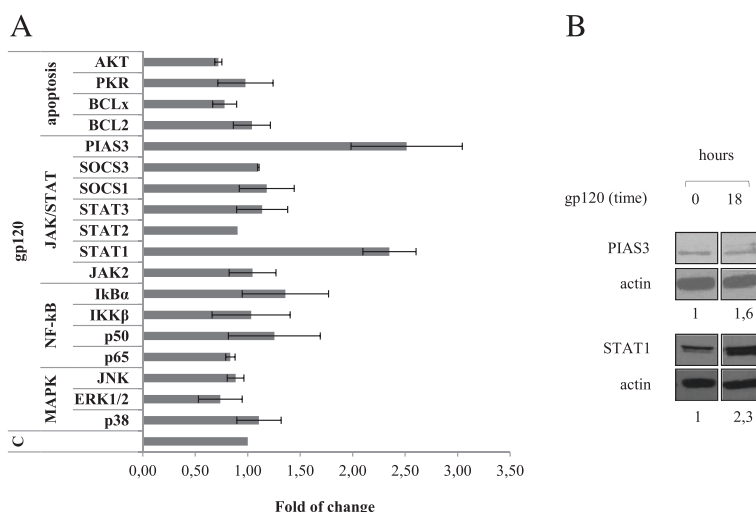 A
gp120
apoptosis
AKT
PKR
BCLx
BCL2
JAK/STAT
PIAS3
SOCS3
SOCS1
STAT3
STAT2
STAT1
JAK2
NF-kB
IkBα
IKKβ
p50
p65
MAPK
JNK
ERK1/2
p38
C
0,00 0,50 1,00 1,50 2,00 2,50 3,00 3,50
Fold of change
B
hours
gp120 (time) 0 18
PIAS3
actin
1 1,6
STAT1
actin
1 2,3